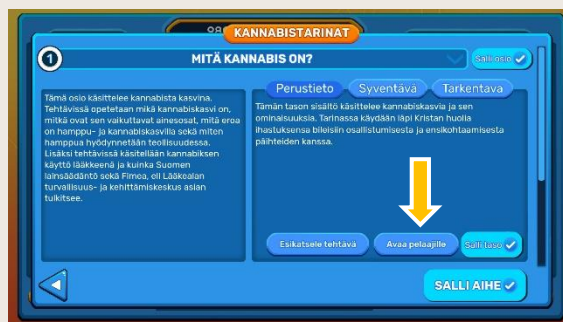 KANNABISTARINAT
1
MITÄ KANNABIS ON?
Salli osio
Tämä osio käsittelee kannabista kasvina.
Tehtävissä opetetaan mikä kannabiskasvi on,
mitkä ovat sen vaikuttavat ainesosat, mitä eroa
on hamppu- ja kannabiskasvilla sekä miten
hamppua hyödynnetään teollisuudessa.
Lisäksi tehtävissä käsitellään kannabiksen
käyttö lääkkeenä ja kuinka Suomen
lainsäädäntö sekä Fimea, eli Lääkealan
turvallisuus- ja kehittämiskeskus asian
tulkitsee.
Perustieto
Syventävä
Tarkentava
Tämän tason sisältö käsittelee kannabiskasvia ja sen
ominaisuuksia. Tarinassa käydään läpi Kristan huolia
ihastuksensa bileisiin osallistumisesta ja ensikohtaamisesta
päihteiden kanssa.
Esikatsele tehtävä
Avaa pelaajille
Salli taso
SALLI AIHE